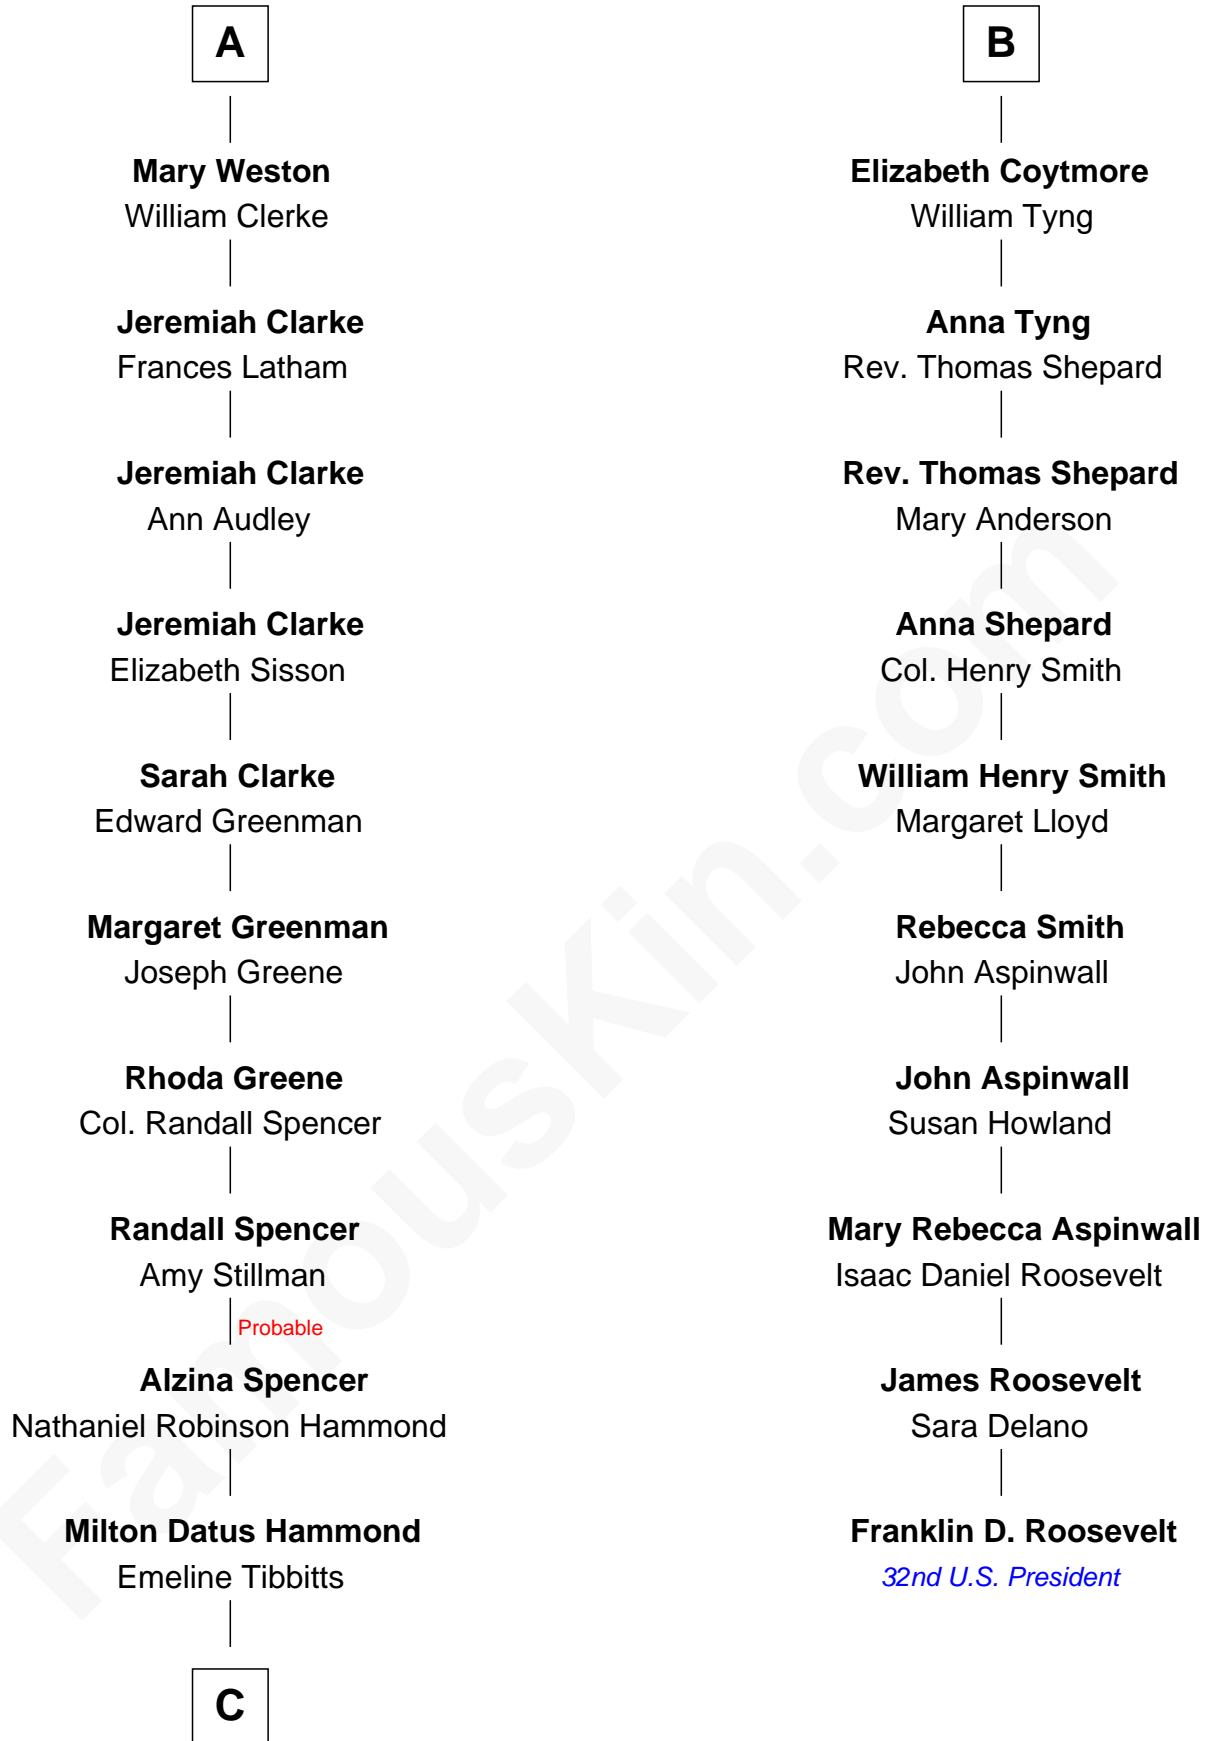 A
Mary Weston
William Clerke
Jeremiah Clarke
Frances Latham
Jeremiah Clarke
Ann Audley
Jeremiah Clarke
Elizabeth Sisson
Sarah Clarke
Edward Greenman
Margaret Greenman
Joseph Greene
Rhoda Greene
Col. Randall Spencer
Randall Spencer
Amy Stillman
Probable
Alzina Spencer
Nathaniel Robinson Hammond
Milton Datus Hammond
Emeline Tibbitts
C
B
Elizabeth Coytmore
William Tyng
Anna Tyng
Rev. Thomas Shepard
Rev. Thomas Shepard
Mary Anderson
Anna Shepard
Col. Henry Smith
William Henry Smith
Margaret Lloyd
Rebecca Smith
John Aspinwall
John Aspinwall
Susan Howland
Mary Rebecca Aspinwall
Isaac Daniel Roosevelt
James Roosevelt
Sara Delano
Franklin D. Roosevelt
32nd U.S. President
FamousKin.com